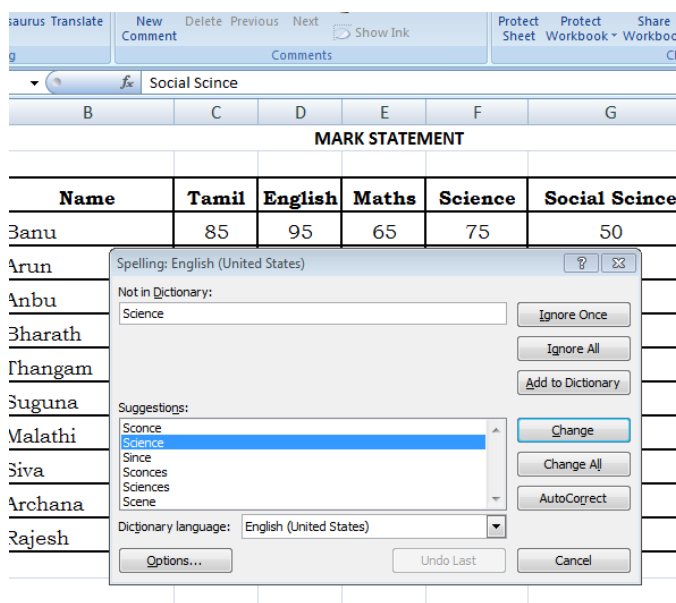 saurus Translate New Delete Previous Next Show Ink Protect Protect Share
Comment Sheet Workbook Workboo
g Comments
fx Social Scince
B C D E F G
MARK STATEMENT
Name Tamil English Maths Science Social Scince
Banu 85 95 65 75 50
Arun
Anbu
Bharath
Thangam
Suguna
Malathi
Siva
Archana
Rajesh
Spelling: English (United States)
Not in Dictionary:
Science
Ignore Once
Ignore All
Add to Dictionary
Suggestions:
Sconce
Science
Since
Sconces
Sciences
Scene
Change
Change All
AutoCorrect
Dictionary language: English (United States)
Options... Undo Last Cancel